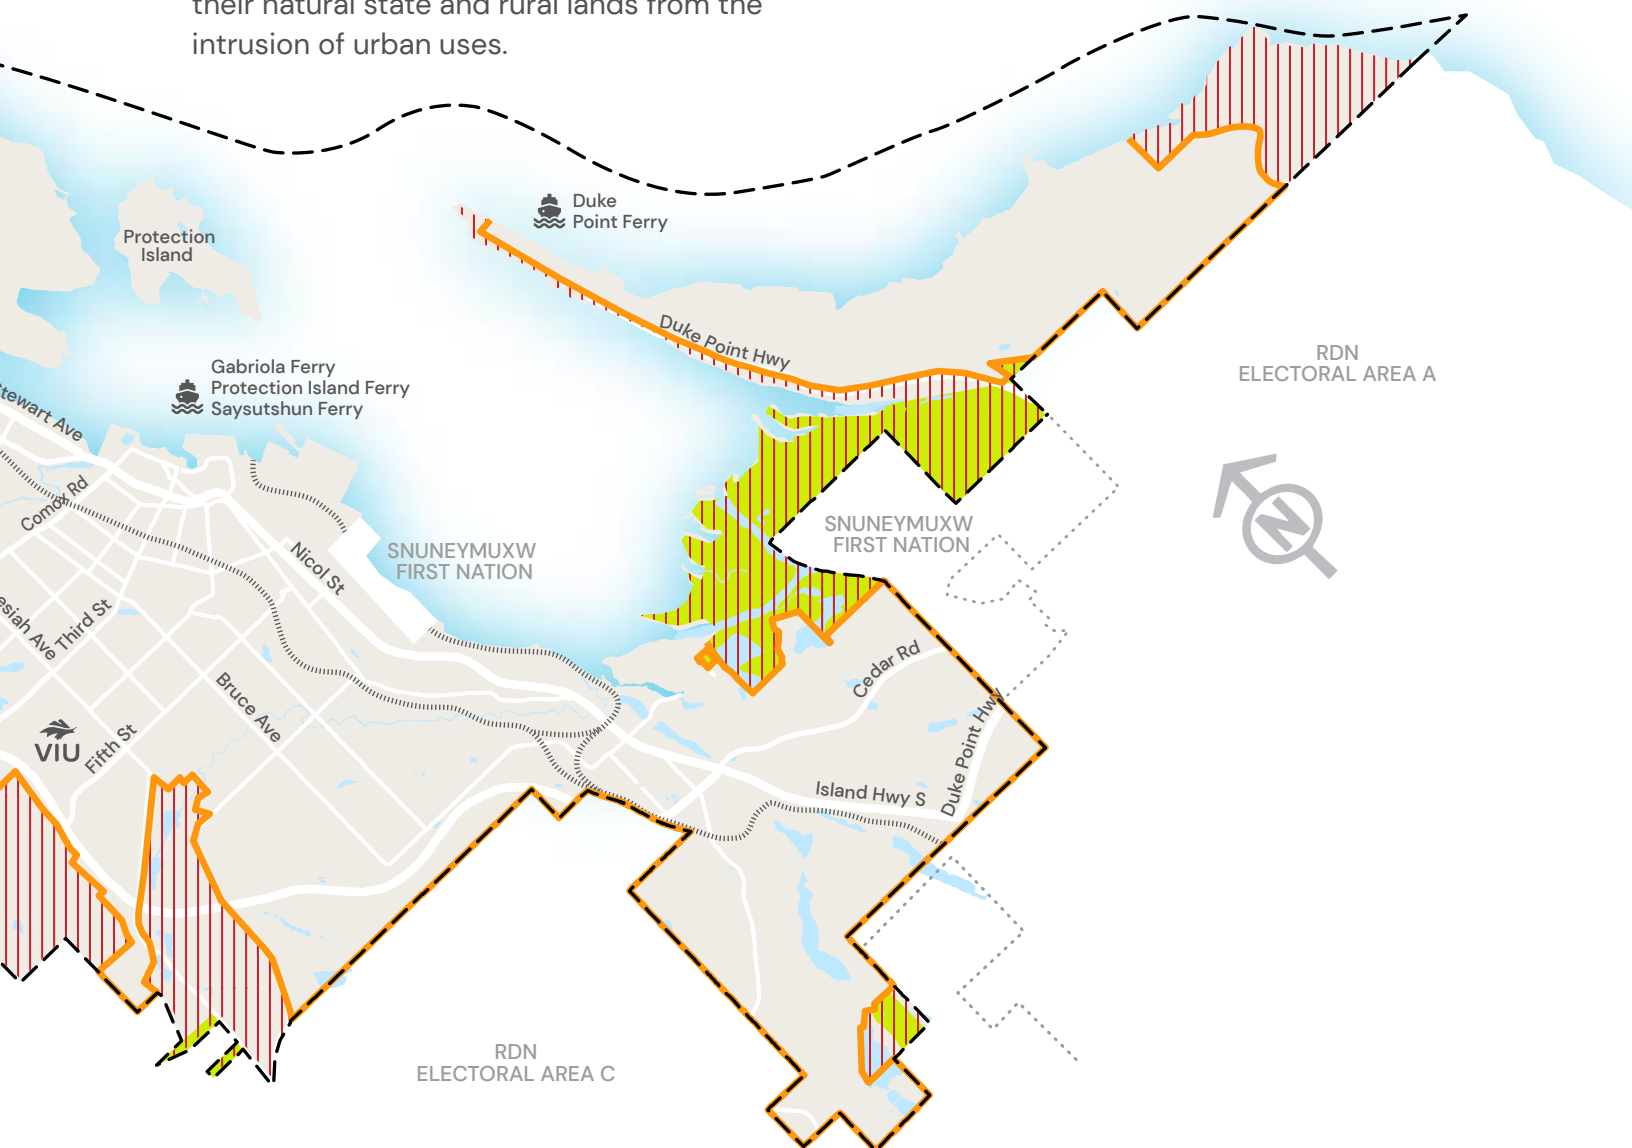 their natural state and rural lands from the
intrusion of urban uses.
Duke
Point Ferry
Protection
Island
Duke Point Hwy
RDN
ELECTORAL AREA A
Gabriola Ferry
Protection Island Ferry
Saysutshun Ferry
Stewart Ave
Comox Rd
SNUNEYMUXW
FIRST NATION
SNUNEYMUXW
FIRST NATION
N
Nicol St
Third St
Ave
Cedar Rd
Bruce Ave
Fifth St
VIU
Duke Point Hwy
Island Hwy S
RDN
ELECTORAL AREA C